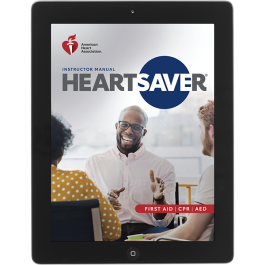 American
Heart
Association.
INSTRUCTOR MANUAL
HEARTSAVER®
FIRST AID | CPR | AED